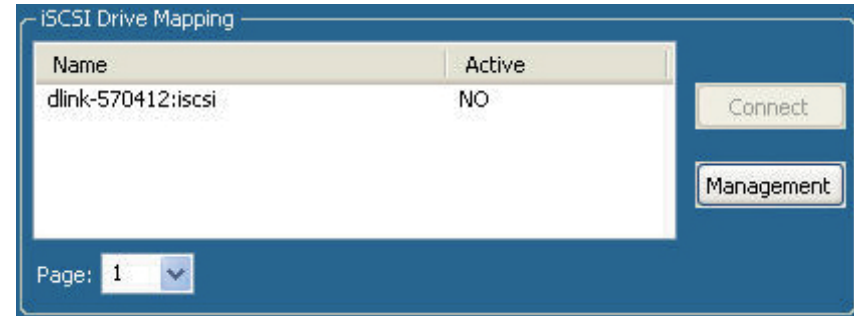 iSCSI Drive Mapping
Name Active
dlink-570412:iscsi NO
Connect
Management
Page: 1